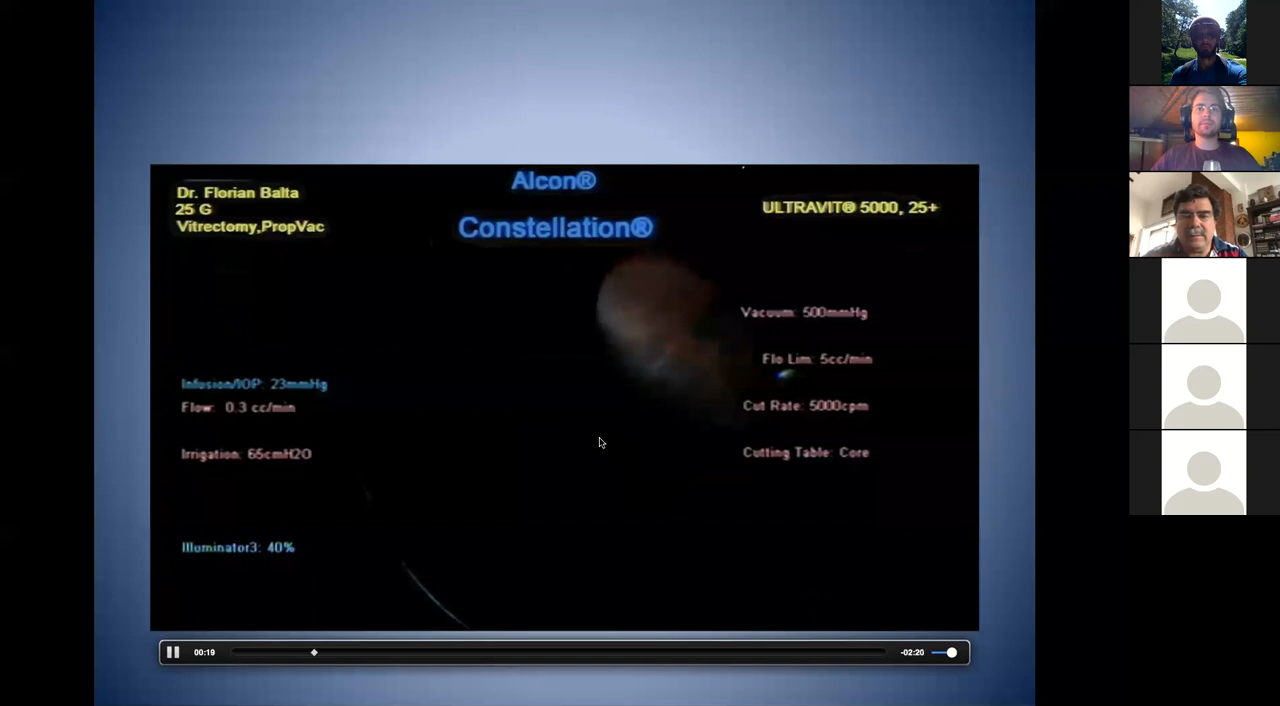 Dr. Florian Balta
25 G
Vitrectomy,PropVac
Alcon®
Constellation®
ULTRAVIT® 5000, 25+
Vacuum: 500mmHg
Flo Lim: 5cc/min
Infusion/IOP: 23mmHg
Flow: 0.3 cc/min
Cut Rate: 5000cpm
Irrigation: 65cmH2O
Cutting Table: Core
Illuminator3: 40%
00:19
-02:20